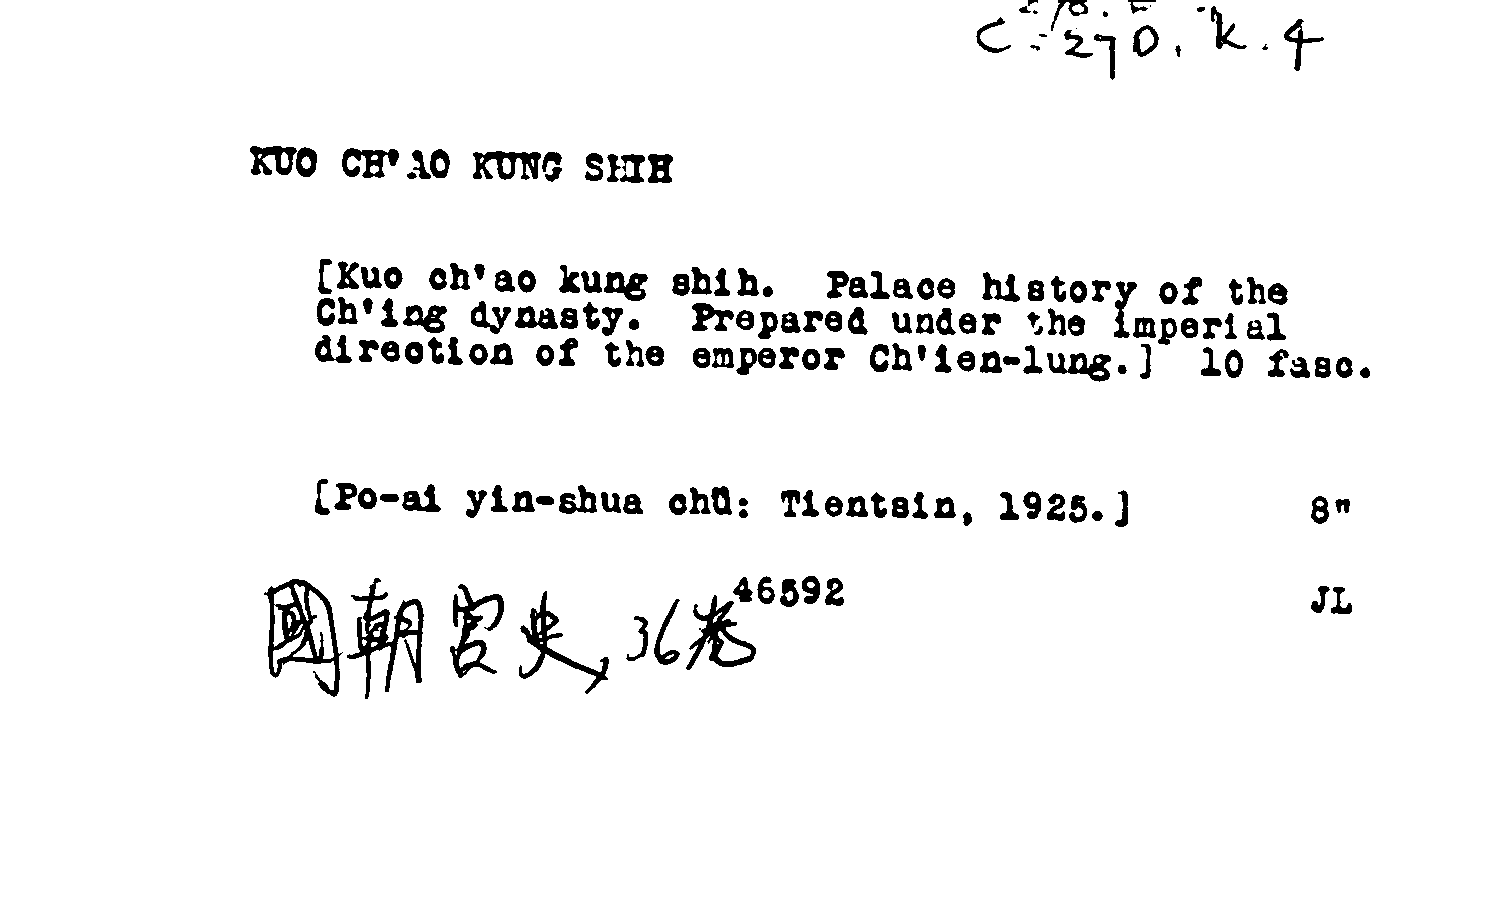 C. 270. k. 4
KUO CH'AO KUNG SHIH
[Kuo ch'ao kung shih. Palace history of the
Ch'ing dynasty. Prepared under the imperial
direction of the emperor Ch'ien-lung.] 10 fasc.
[Po-ai yin-shua chü: Tientsin, 1925.] 8"
46592 JL
國朝宮史, 36卷